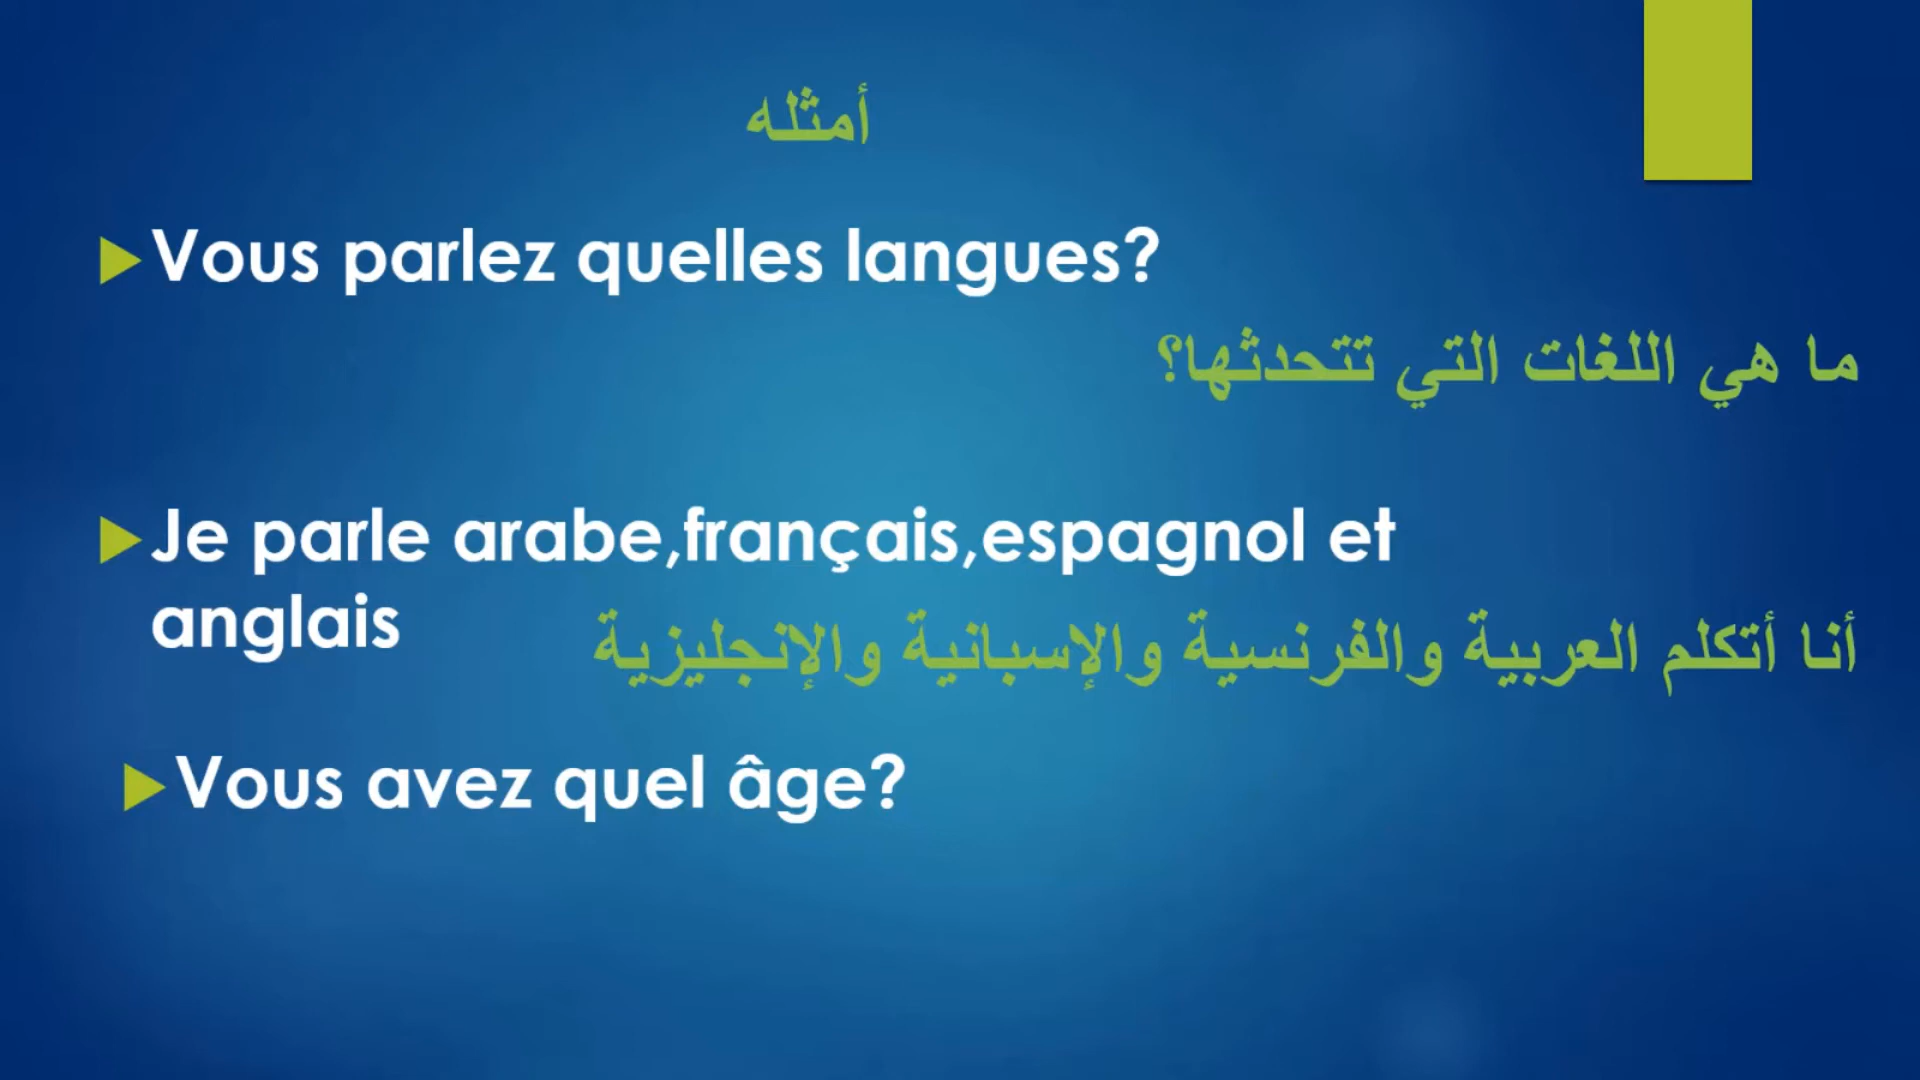 أمثله
Vous parlez quelles langues?
ما هي اللغات التي تتحدثها؟
Je parle arabe,français,espagnol et
anglais
أنا أتكلم العربية والفرنسية والإسبانية والإنجليزية
Vous avez quel âge?